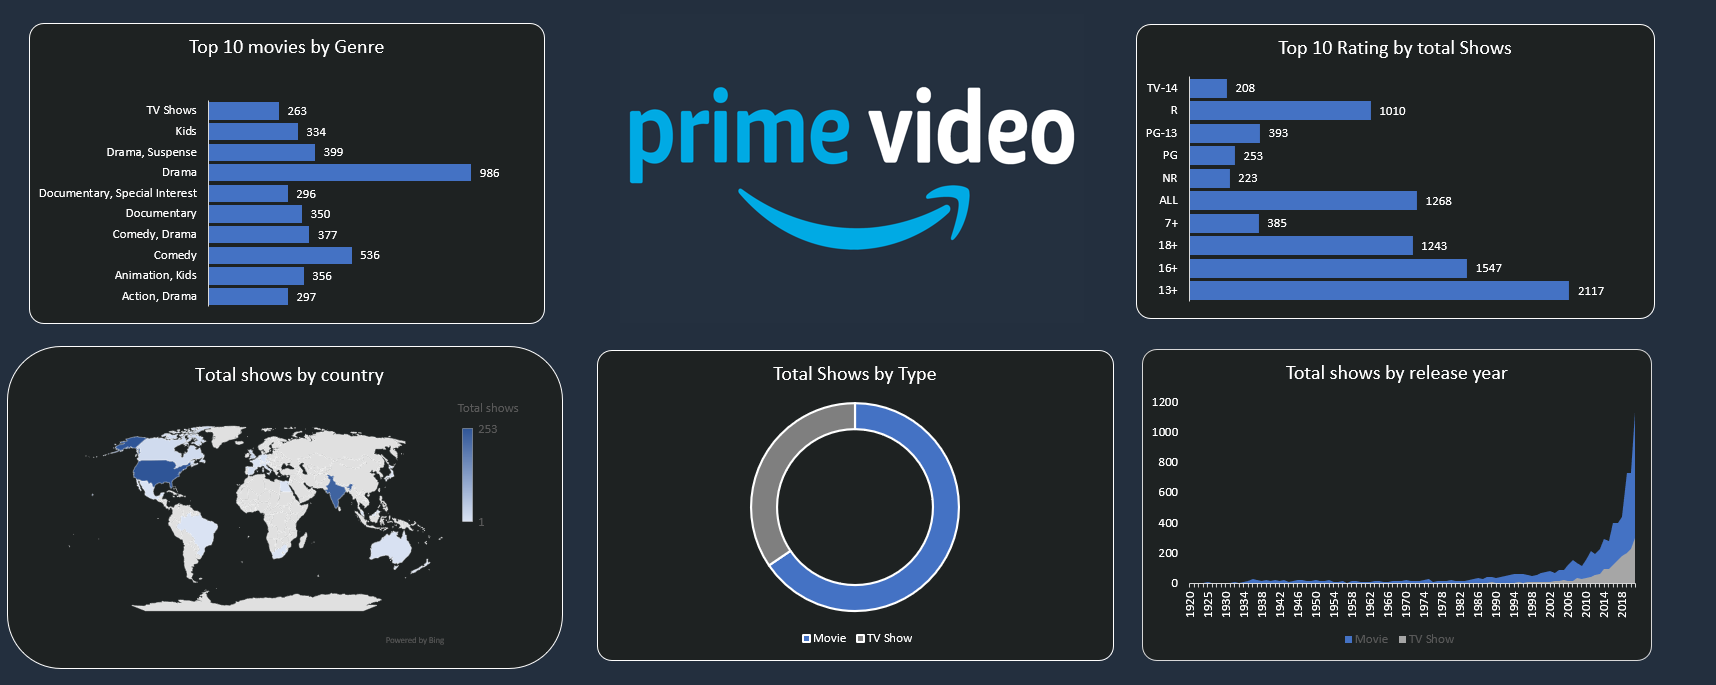 Top 10 movies by Genre
TV Shows 263
Kids 334
Drama, Suspense 399
Drama 986
Documentary, Special Interest 296
Documentary 350
Comedy, Drama 377
Comedy 536
Animation, Kids 356
Action, Drama 297
prime video
Top 10 Rating by total Shows
TV-14 208
R 1010
PG-13 393
PG 253
NR 223
ALL 1268
7+ 385
18+ 1243
16+ 1547
13+ 2117
Total shows by country
Total shows
253
1
Powered by Bing
Total Shows by Type
Movie TV Show
Total shows by release year
1200
1000
800
600
400
200
0
1920 1925 1930 1934 1938 1942 1946 1950 1954 1958 1962 1966 1970 1974 1978 1982 1986 1990 1994 1998 2002 2006 2010 2014 2018
Movie TV Show